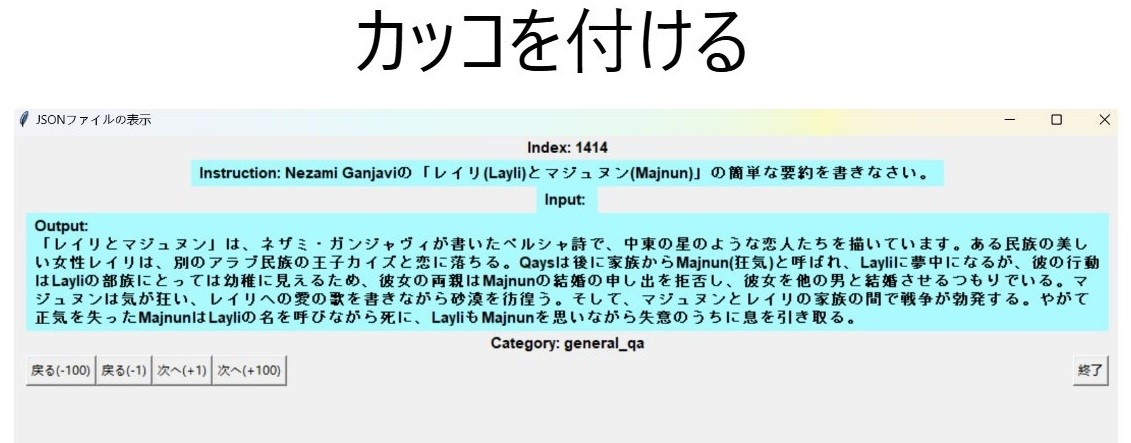 カッコを付ける
JSONファイルの表示
Index: 1414
Instruction: Nezami Ganjaviの「レイリ(Layli)とマジュヌン(Majnun)」の簡単な要約を書きなさい。
Input:
Output:
「レイリとマジュヌン」は、ネザミ・ガンジャヴィが書いたペルシャ詩で、中東の星のような恋人たちを描いています。ある民族の美し
い女性レイリは、別のアラブ民族の王子カイズと恋に落ちる。Qaysは後に家族からMajnun(狂気)と呼ばれ、Layliに夢中になるが、彼の行動
はLayliの部族にとっては幼稚に見えるため、彼女の両親はMajnunの結婚の申し出を拒否し、彼女を他の男と結婚させるつもりでいる。マ
ジュヌンは気が狂い、レイリへの愛の歌を書きながら砂漠を彷徨う。そして、マジュヌンとレイリの家族の間で戦争が勃発する。やがて
正気を失ったMajnunはLayliの名を呼びながら死に、LayliもMajnunを思いながら失意のうちに息を引き取る。
Category: general_qa
戻る(-100) 戻る(-1) 次へ(+1) 次へ(+100) 終了